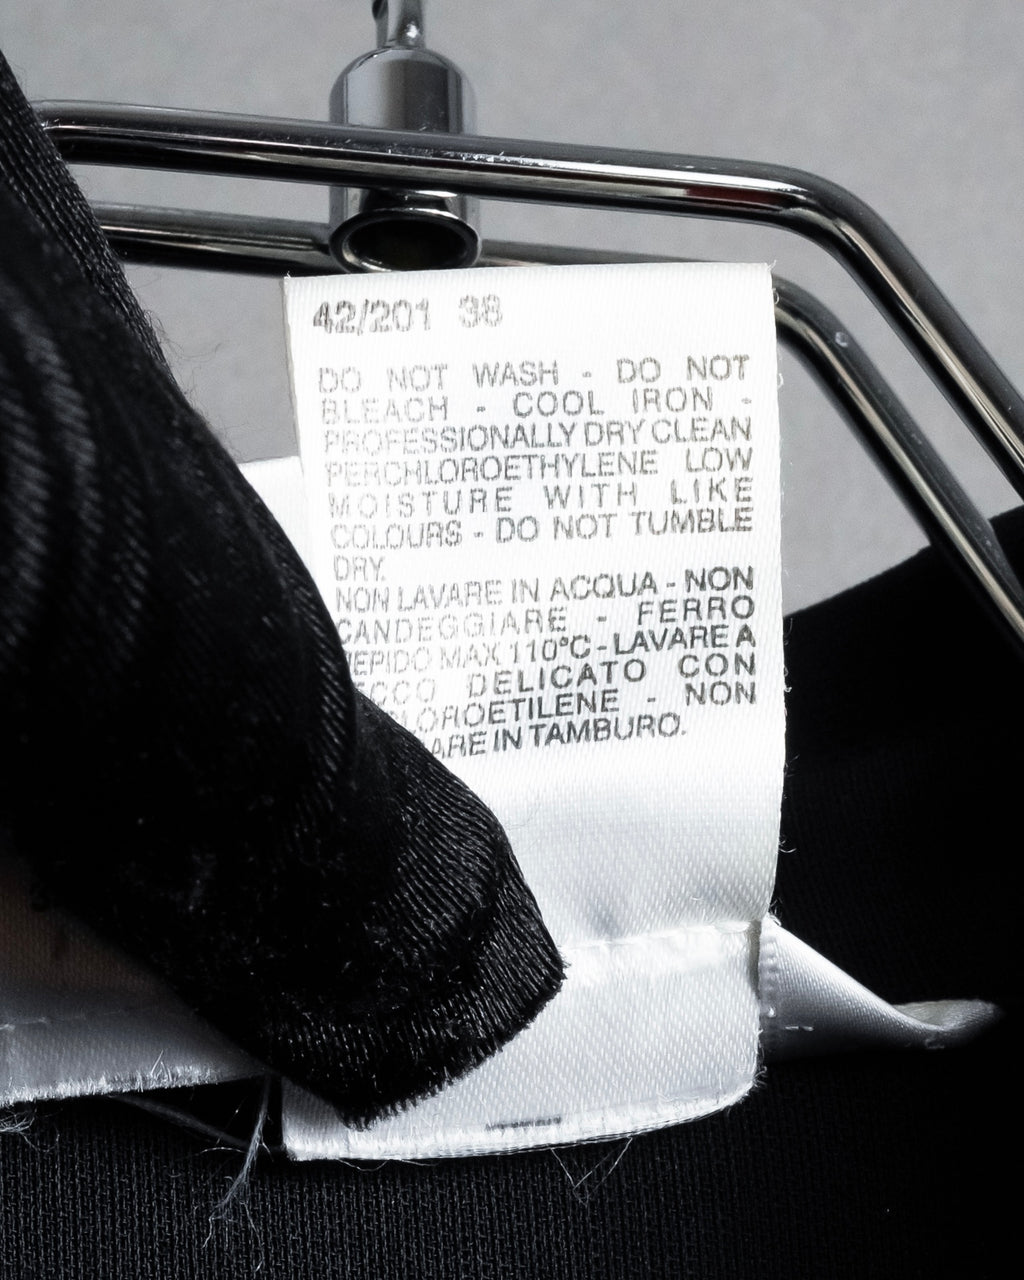 42/201 38
DO NOT WASH - DO NOT
BLEACH - COOL IRON -
PROFESSIONALLY DRY CLEAN
PERCHLOROETHYLENE LOW
MOISTURE WITH LIKE
COLOURS - DO NOT TUMBLE
DRY.
NON LAVARE IN ACQUA - NON
CANDEGGIARE - FERRO
MAX 110°C - LAVARE A
DELICATO CON
- NON
IN TAMBURO.